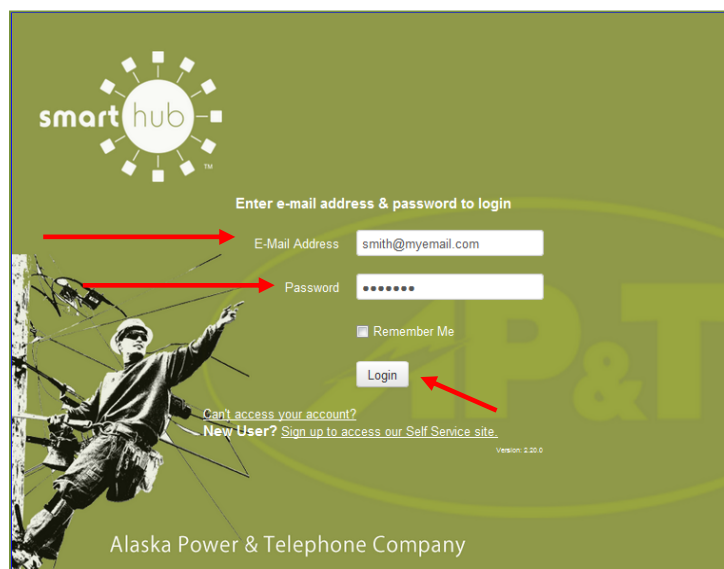 smart hub
TM
Enter e-mail address & password to login
E-Mail Address smith@myemail.com
Password •••••••
Remember Me
Login
AP&T
Can't access your account?
New User? Sign up to access our Self Service site.
Version: 2.20.0
Alaska Power & Telephone Company